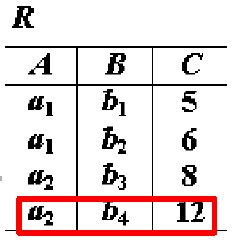 R
A B C
a₁ b₁ 5
a₁ b₂ 6
a₂ b₃ 8
a₂ b₄ 12